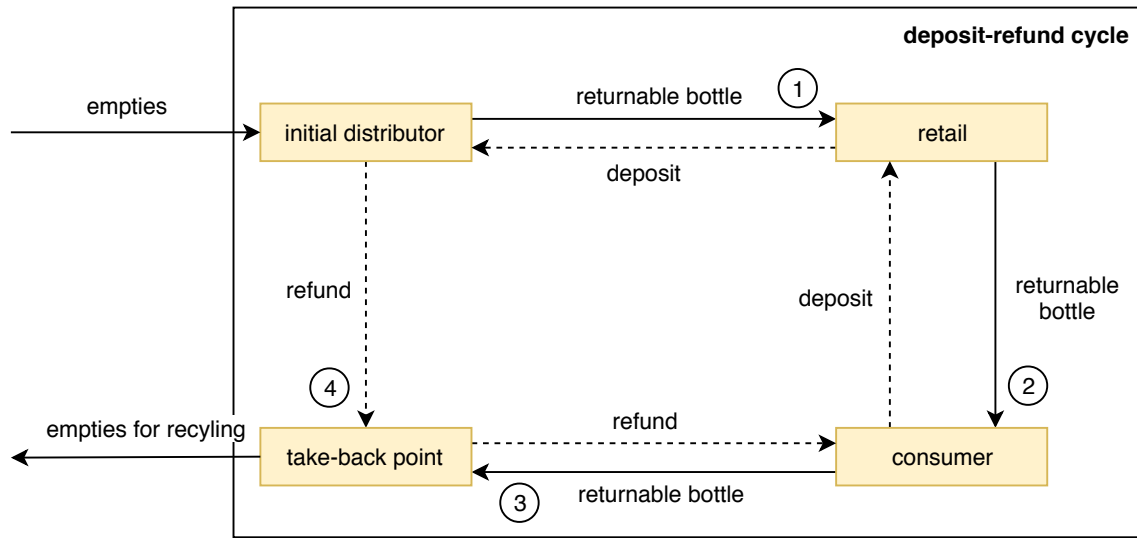 deposit-refund cycle
empties
returnable bottle
1
initial distributor
retail
deposit
refund
deposit
returnable
bottle
4
2
empties for recyling
refund
take-back point
consumer
3
returnable bottle